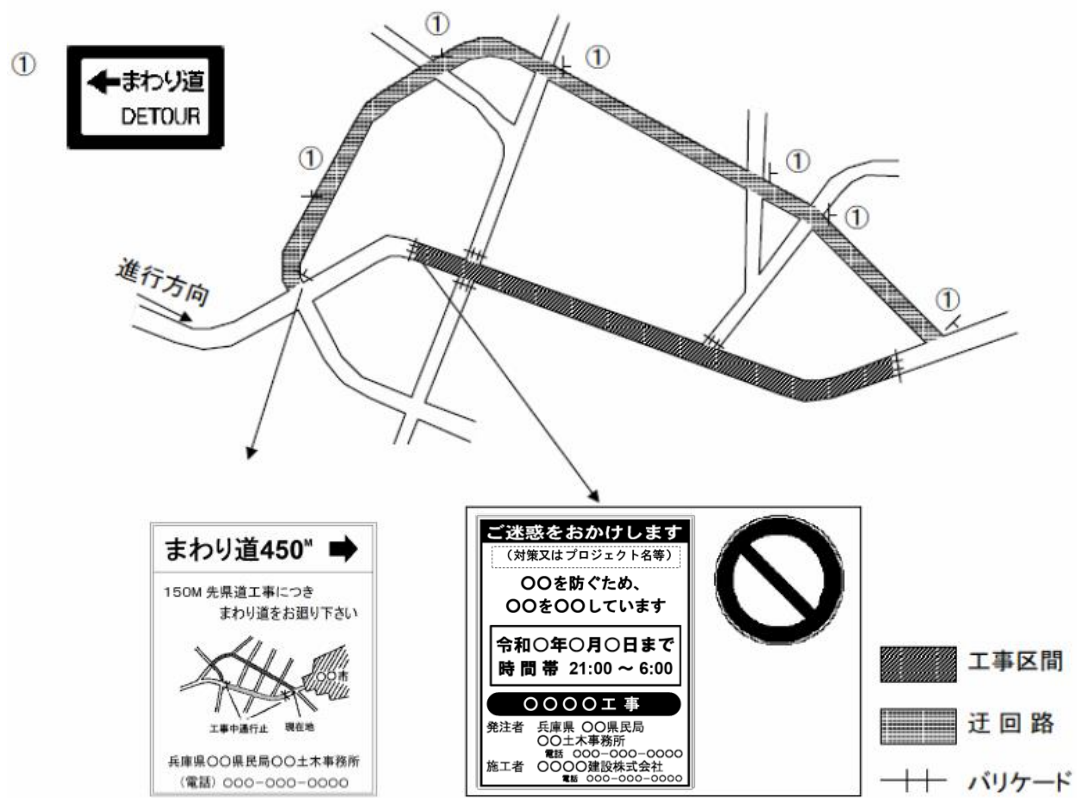 ①
まわり道
DETOUR
①
①
①
①
①
①
進行方向
まわり道450M
150M 先県道工事につき
まわり道をお廻り下さい
○○市
工事中通行止
現在地
兵庫県○○県民局○○土木事務所
(電話) ○○○-○○○-○○○○
ご迷惑をおかけします
(対策又はプロジェクト名等)
○○を防ぐため、
○○を○○しています
令和○年○月○日まで
時間帯 21:00 ～ 6:00
○○○○工事
発注者 兵庫県 ○○県民局
○○土木事務所
電話 ○○○-○○○-○○○○
施工者 ○○○○建設株式会社
電話 ○○○-○○○-○○○○
工事区間
迂回路
バリケード